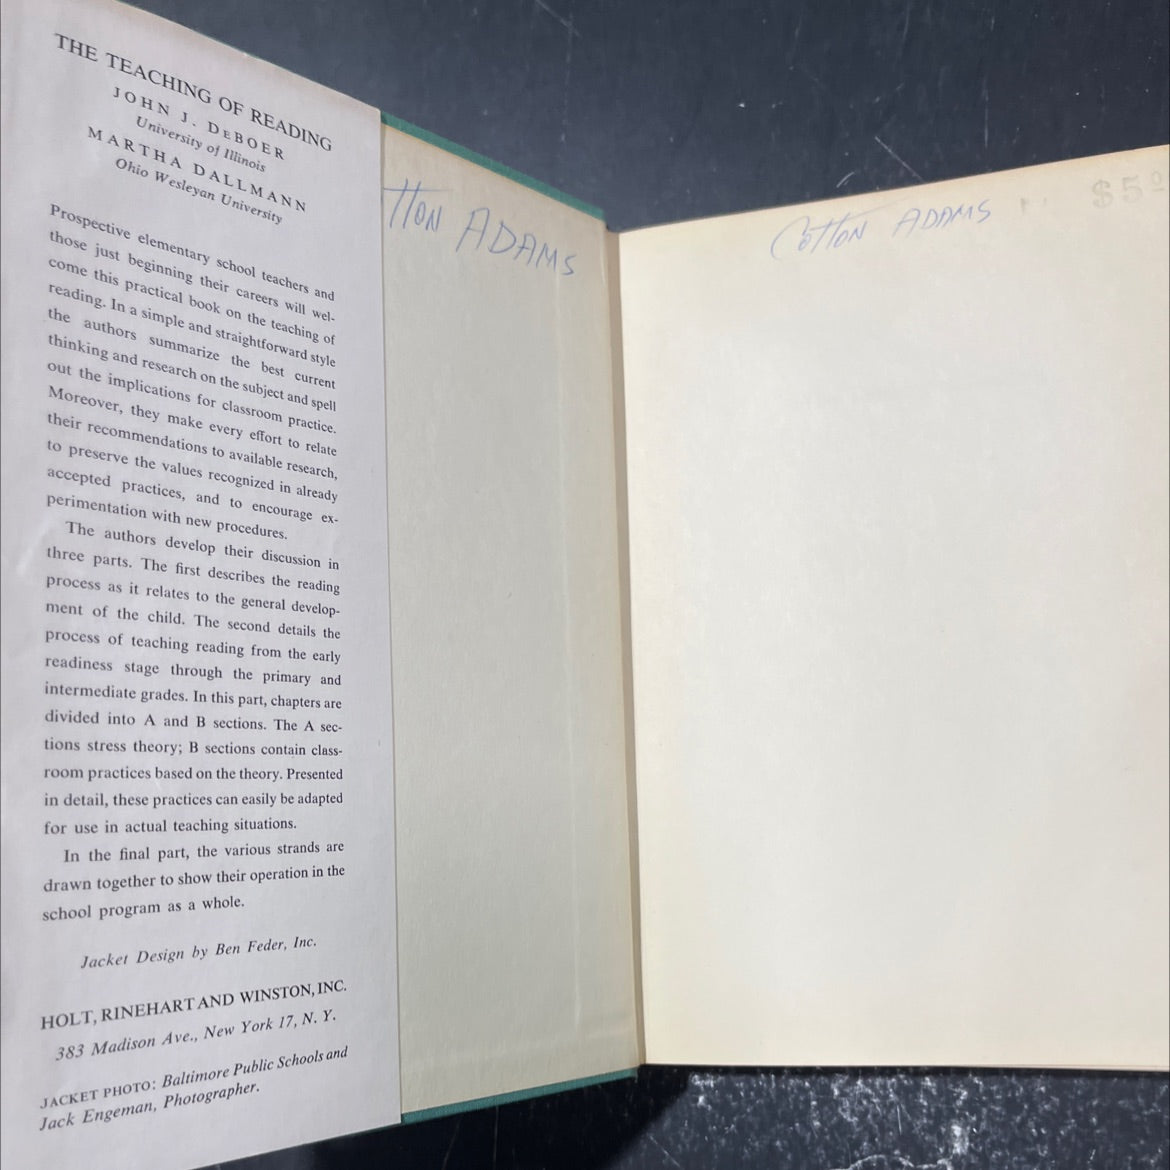 THE TEACHING OF READING
JOHN J. DEBOER
University of Illinois
MARTHA DALLMANN
Ohio Wesleyan University
Prospective elementary school teachers and
those just beginning their careers will wel-
come this practical book on the teaching of
reading. In a simple and straightforward style
the authors summarize the best current
thinking and research on the subject and spell
out the implications for classroom practice.
Moreover, they make every effort to relate
their recommendations to available research,
to preserve the values recognized in already
accepted practices, and to encourage ex-
perimentation with new procedures.
The authors develop their discussion in
three parts. The first describes the reading
process as it relates to the general develop-
ment of the child. The second details the
process of teaching reading from the early
readiness stage through the primary and
intermediate grades. In this part, chapters are
divided into A and B sections. The A sec-
tions stress theory; B sections contain class-
room practices based on the theory. Presented
in detail, these practices can easily be adapted
for use in actual teaching situations.
In the final part, the various strands are
drawn together to show their operation in the
school program as a whole.
Jacket Design by Ben Feder, Inc.
HOLT, RINEHART AND WINSTON, INC.
383 Madison Ave., New York 17, N. Y.
JACKET PHOTO: Baltimore Public Schools and
Jack Engeman, Photographer.
tton ADAMS
Cotton ADAMS
$5